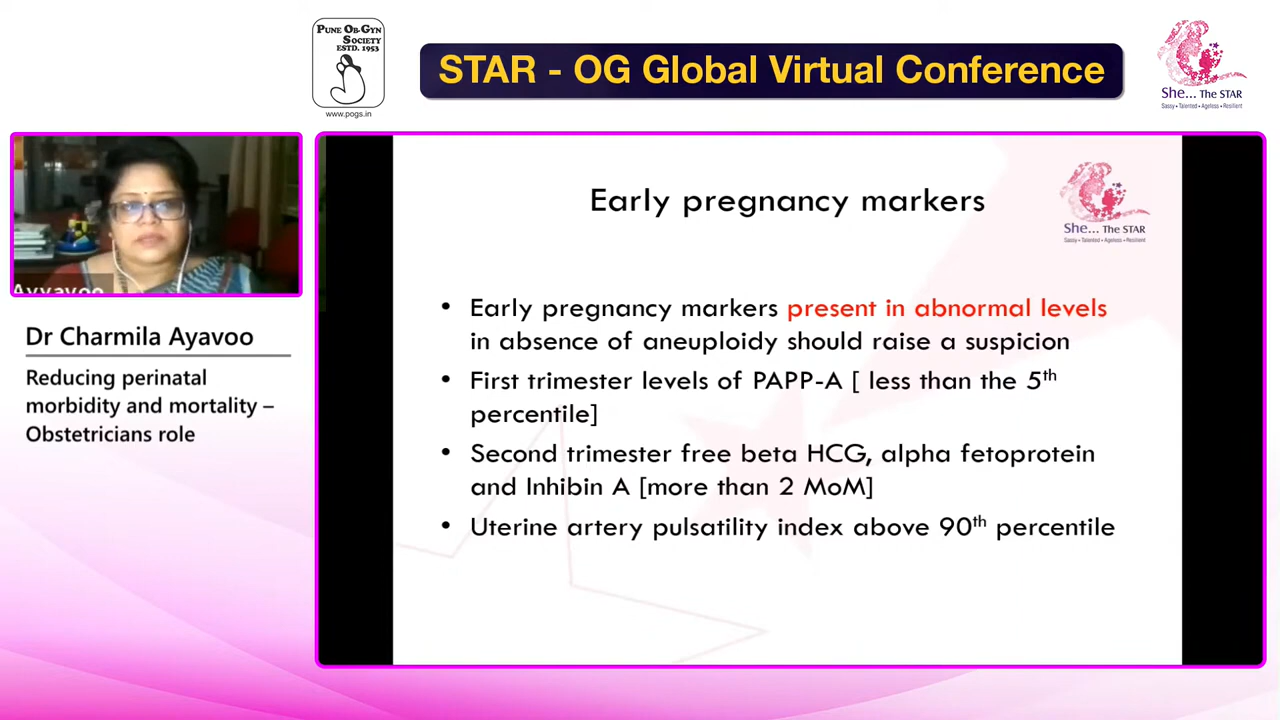 PUNE OB-GYN
SOCIETY
ESTD. 1953
www.pogs.in
STAR - OG Global Virtual Conference
She... The STAR
Sassy • Talented • Ageless • Resilient
Ayyavoo
Dr Charmila Ayavoo
Reducing perinatal
morbidity and mortality –
Obstetricians role
Early pregnancy markers
She... The STAR
Sassy • Talented • Ageless • Resilient
• Early pregnancy markers present in abnormal levels
in absence of aneuploidy should raise a suspicion
• First trimester levels of PAPP-A [ less than the 5th
percentile]
• Second trimester free beta HCG, alpha fetoprotein
and Inhibin A [more than 2 MoM]
• Uterine artery pulsatility index above 90th percentile